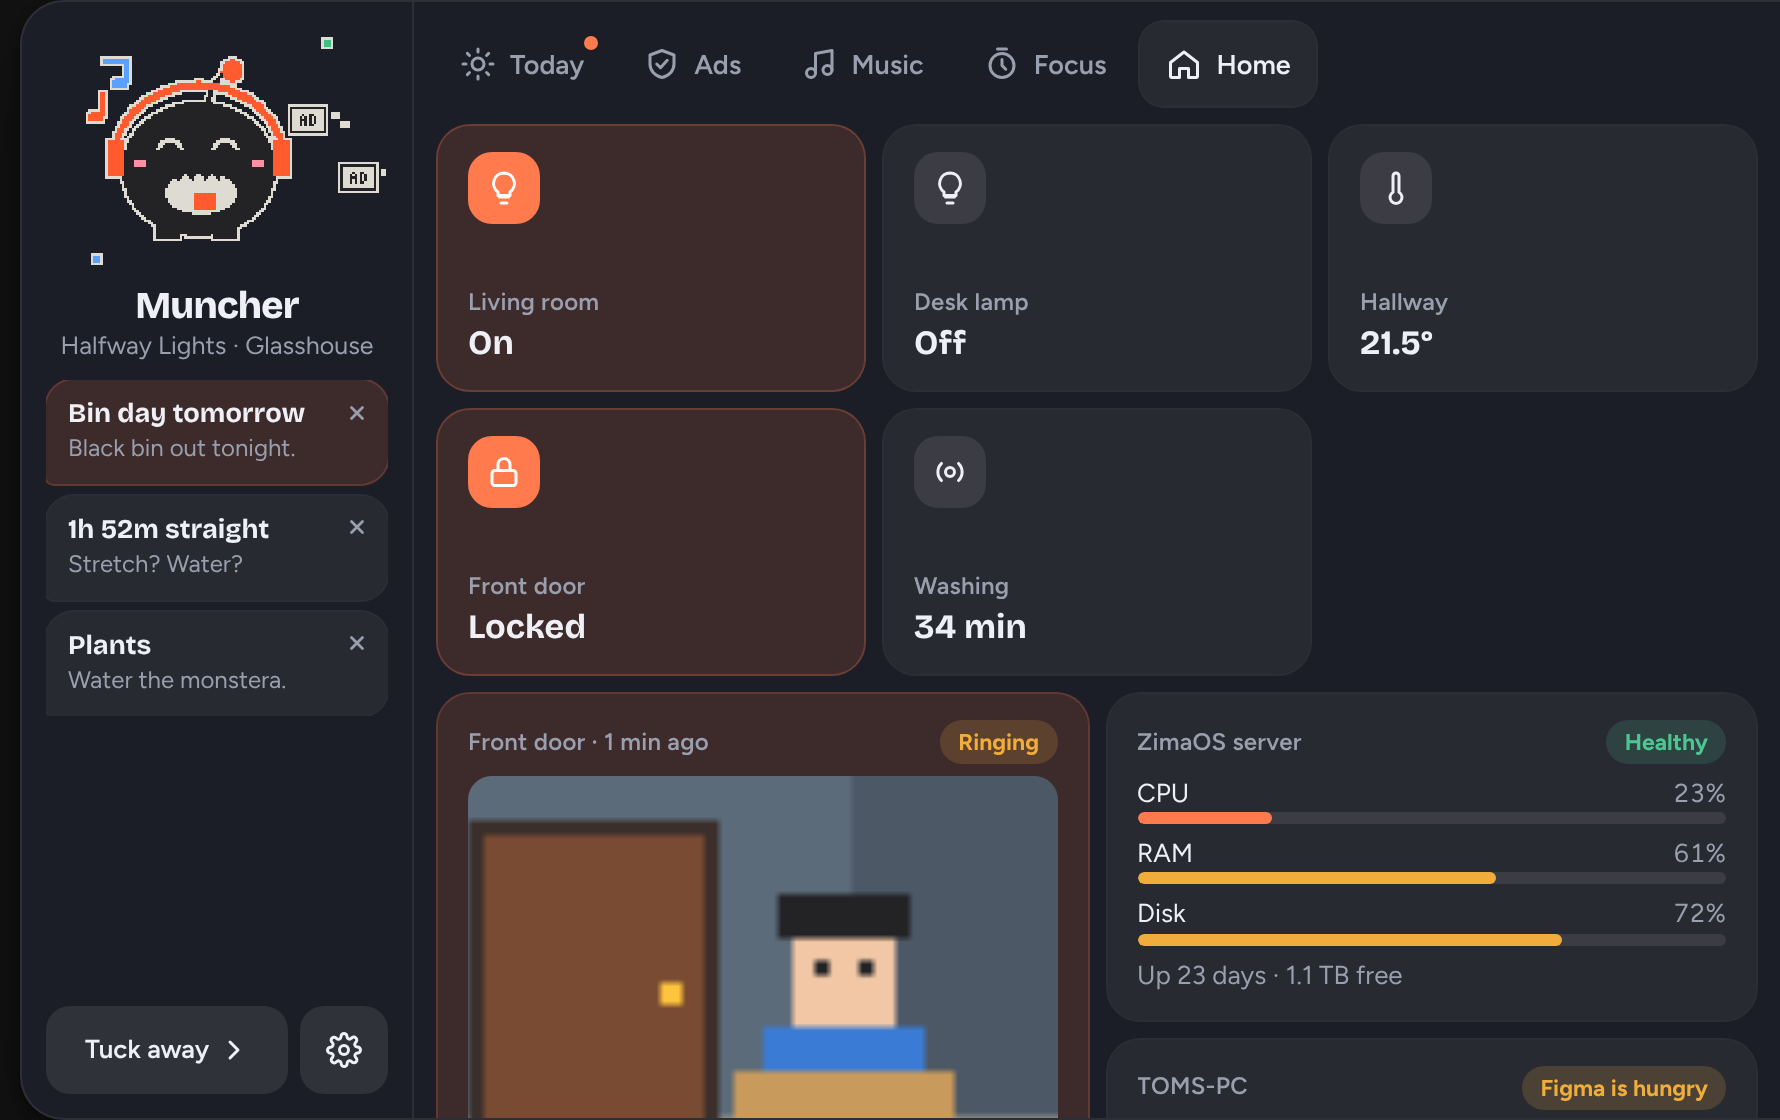 Today
Ads
Music
Focus
Home
AD
AD
Muncher
Halfway Lights · Glasshouse
Bin day tomorrow
Black bin out tonight.
1h 52m straight
Stretch? Water?
Plants
Water the monstera.
Tuck away
Living room
On
Desk lamp
Off
Hallway
21.5°
Front door
Locked
Washing
34 min
Front door · 1 min ago
Ringing
ZimaOS server
Healthy
CPU
23%
RAM
61%
Disk
72%
Up 23 days · 1.1 TB free
TOMS-PC
Figma is hungry